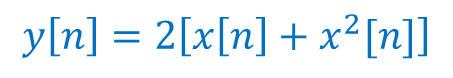 y[n] = 2[x[n] + x²[n]]